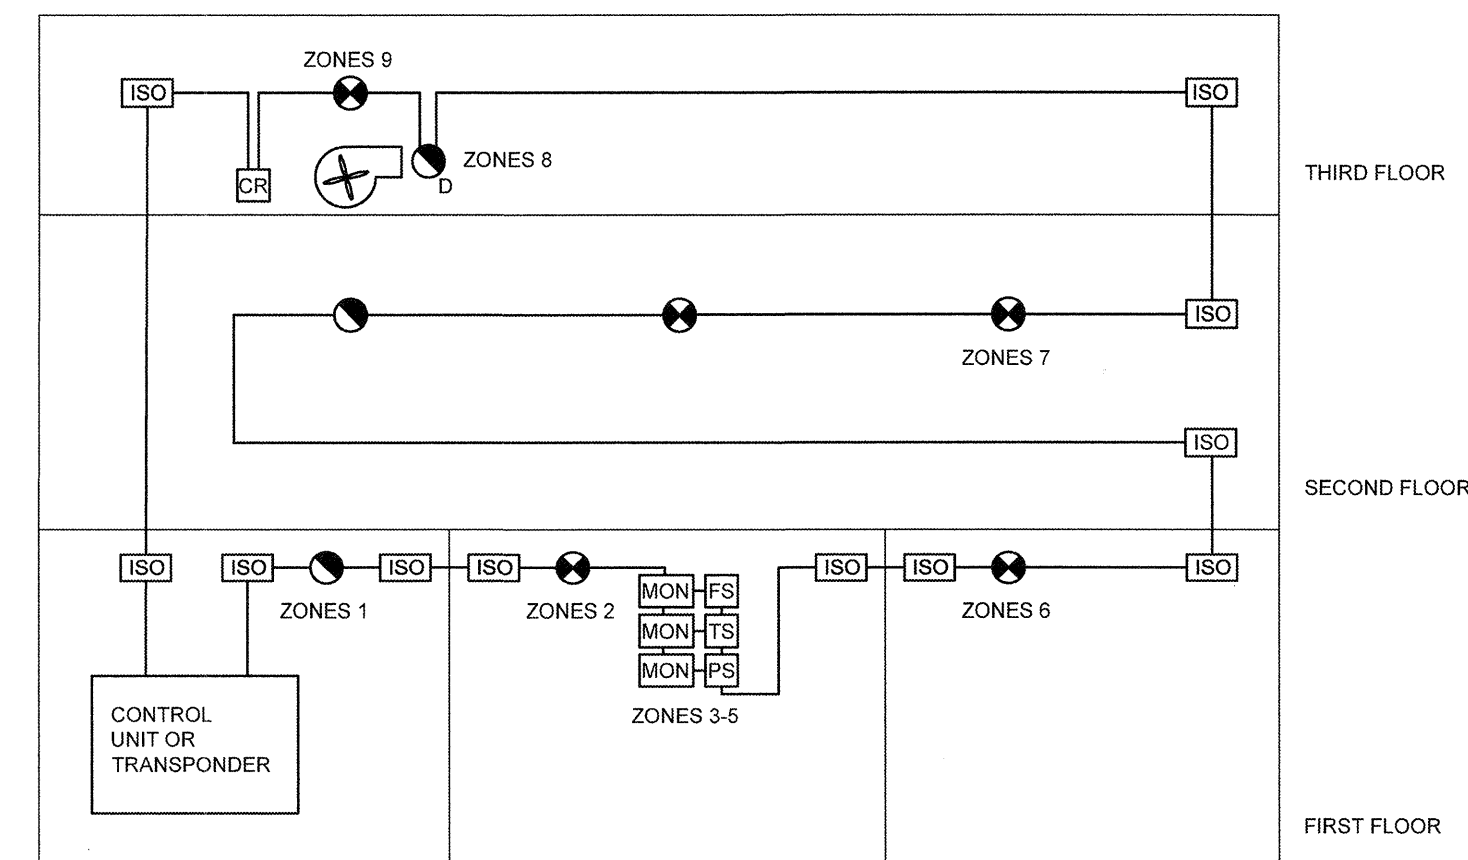 ZONES 9
ISO
ISO
ZONES 8
CR
D
THIRD FLOOR
ISO
ZONES 7
ISO
SECOND FLOOR
ISO ISO ISO ISO ISO ISO ISO
MON FS
ZONES 1 ZONES 2 ZONES 6
MON TS
MON PS
ZONES 3-5
CONTROL
UNIT OR
TRANSPONDER
FIRST FLOOR